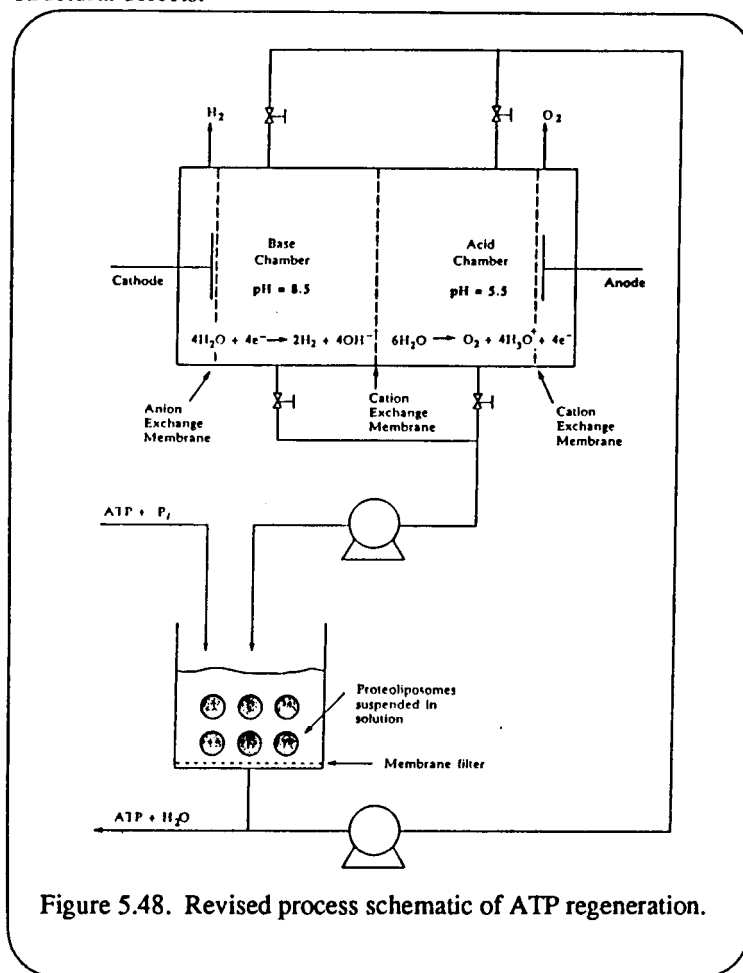 H₂
O₂
Base
Chamber
pH = 8.5
Acid
Chamber
pH = 5.5
Cathode
Anode
4H₂O + 4e⁻ → 2H₂ + 4OH⁻
6H₂O → O₂ + 4H₃O⁺ + 4e⁻
Anion
Exchange
Membrane
Cation
Exchange
Membrane
Cation
Exchange
Membrane
ATP + Pᵢ
Proteoliposomes
suspended in
solution
Membrane filter
ATP + H₂O
Figure 5.48. Revised process schematic of ATP regeneration.